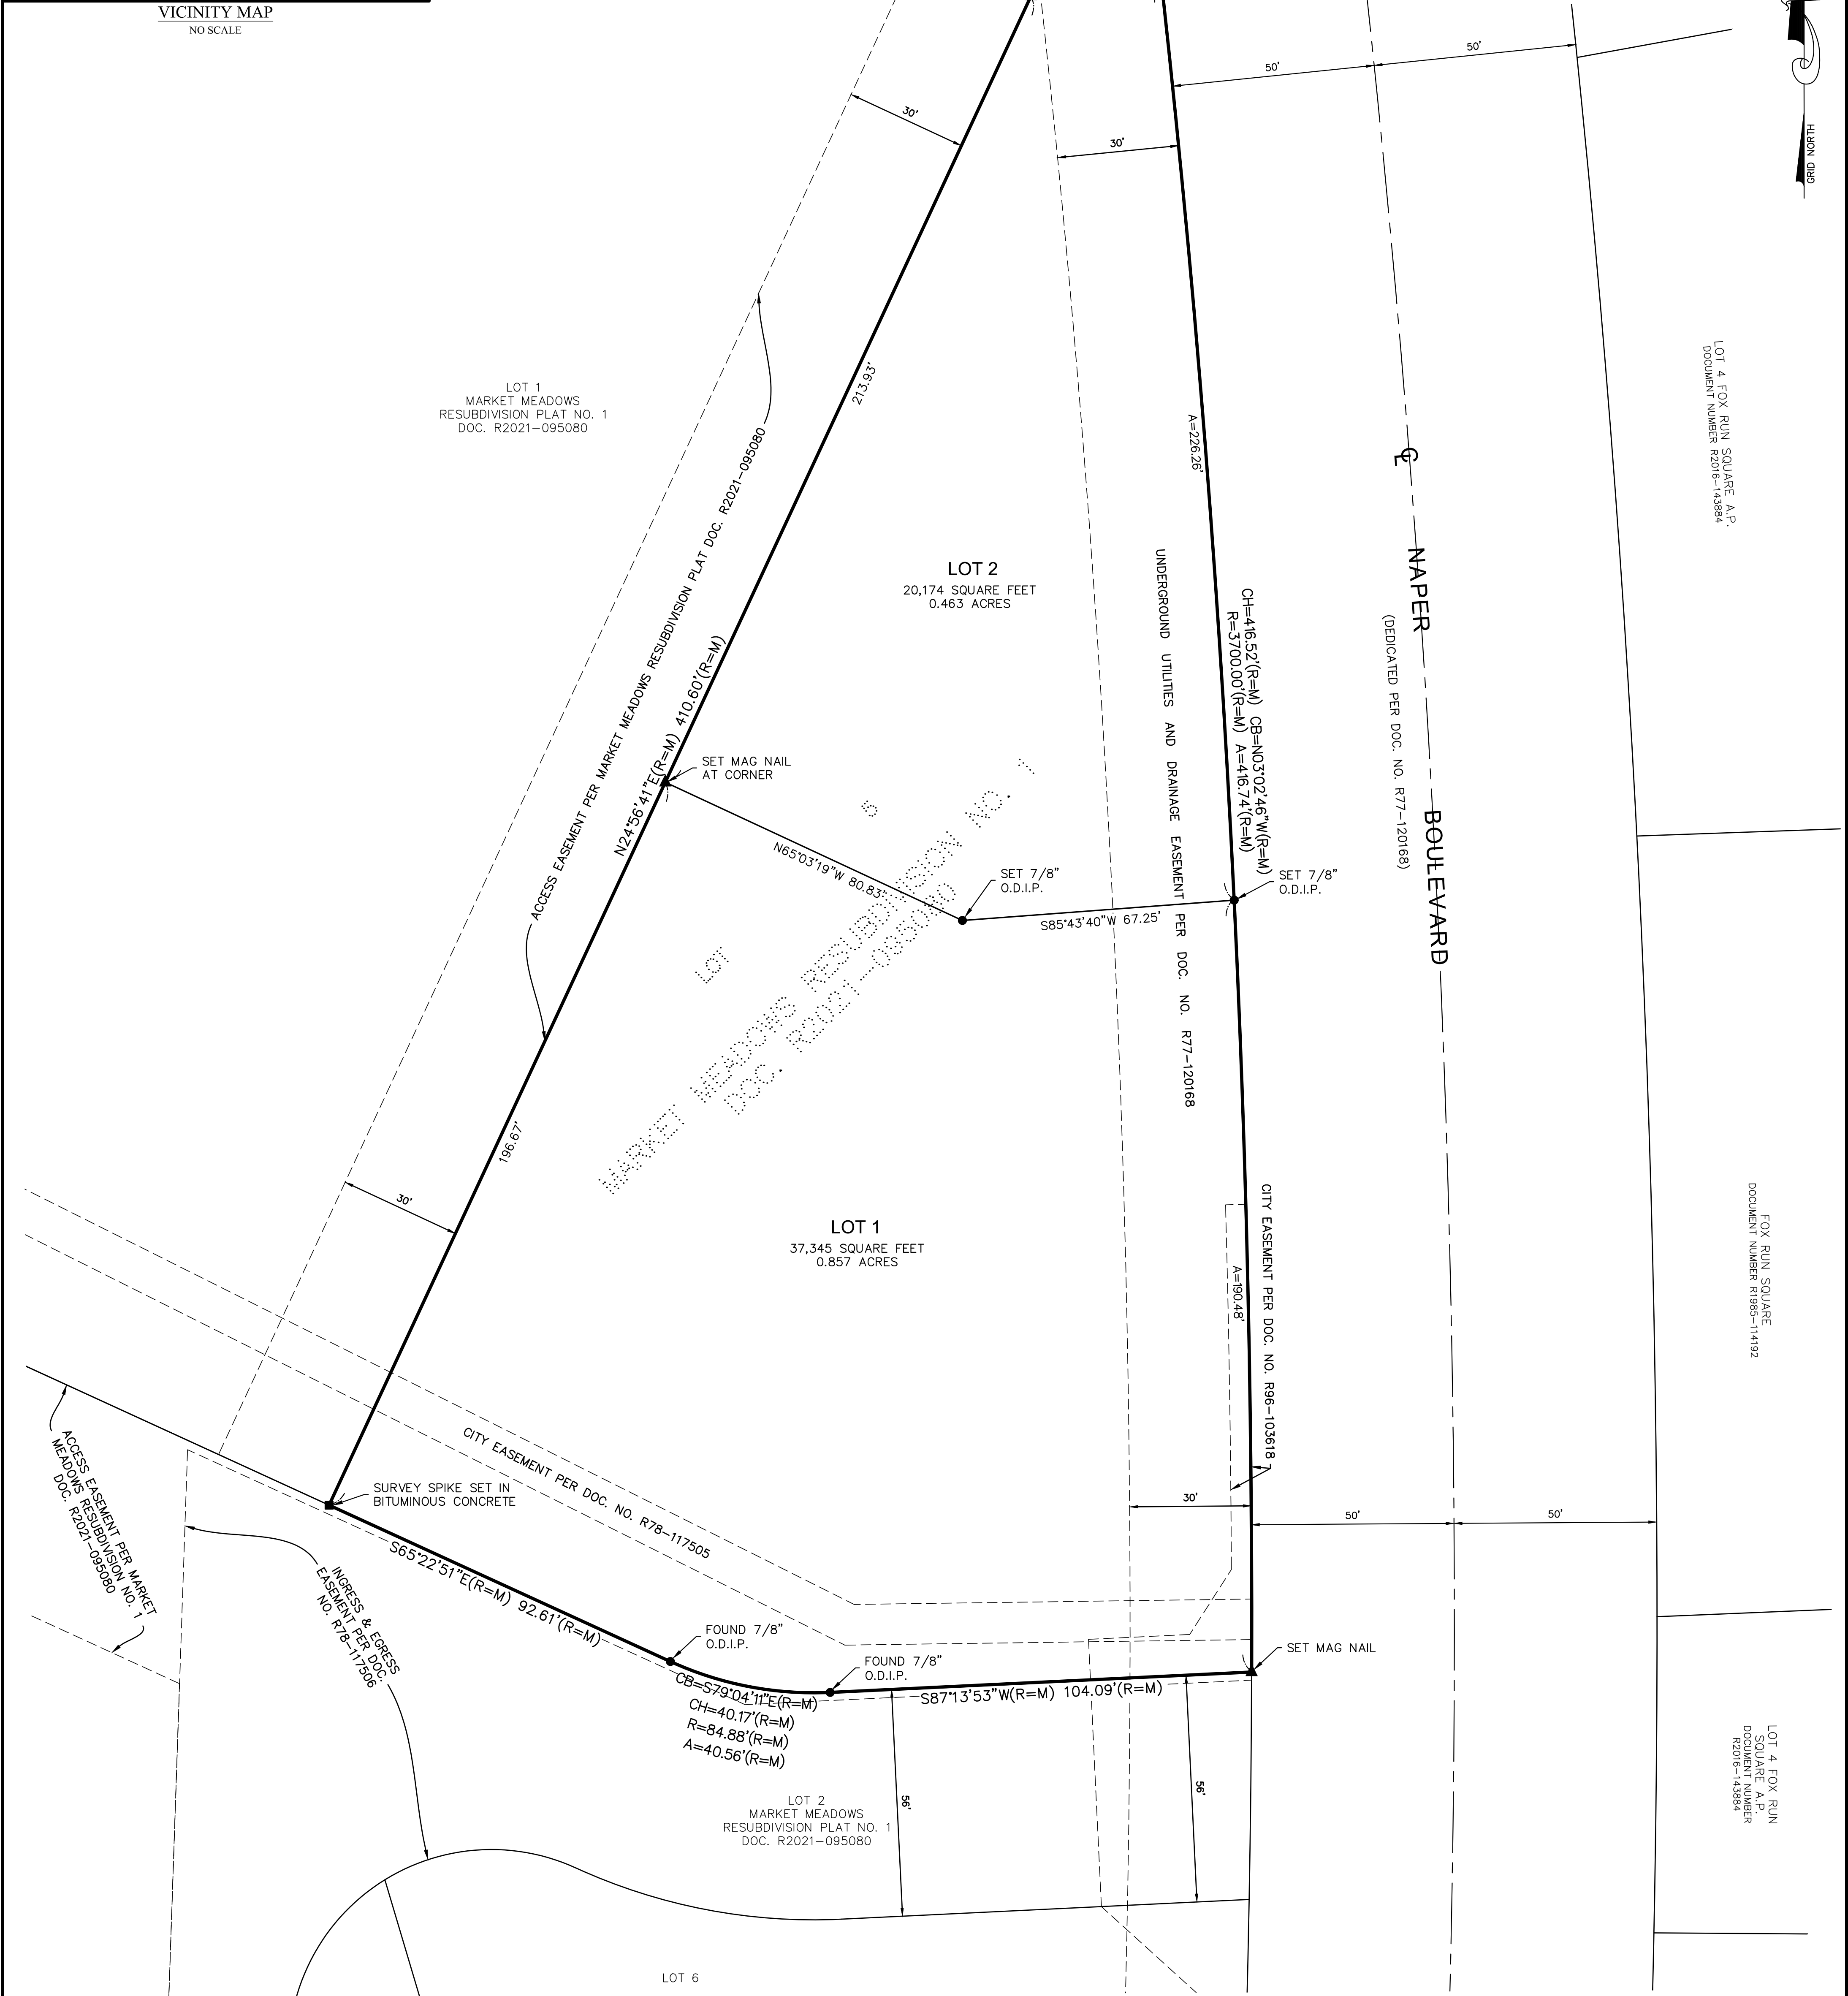 VICINITY MAP
NO SCALE
GRID NORTH
50'
50'
30'
30'
LOT 1
MARKET MEADOWS
RESUBDIVISION PLAT NO. 1
DOC. R2021-095080
213.93'
A=226.26'
LOT 4 FOX RUN SQUARE A.P.
DOCUMENT NUMBER R2016-143884
ACCESS EASEMENT PER MARKET MEADOWS RESUBDIVISION PLAT DOC. R2021-095080
LOT 2
20,174 SQUARE FEET
0.463 ACRES
UNDERGROUND UTILITIES AND DRAINAGE EASEMENT PER DOC. NO. R77-120168
CH=416.52'(R=M) CB=N03°02'46"W(R=M)
R=3700.00'(R=M) A=416.74'(R=M)
℄ NAPER BOULEVARD
(DEDICATED PER DOC. NO. R77-120168)
N24°56'41"E(R=M) 410.60'(R=M)
SET MAG NAIL
AT CORNER
N65°03'19"W 80.83'
SET 7/8"
O.D.I.P.
S85°43'40"W 67.25'
SET 7/8"
O.D.I.P.
LOT 5
MARKET MEADOWS RESUBDIVISION NO. 1
DOC. R2021-095080
196.67'
30'
LOT 1
37,345 SQUARE FEET
0.857 ACRES
CITY EASEMENT PER DOC. NO. R96-103618
A=190.48'
FOX RUN SQUARE
DOCUMENT NUMBER R1985-114192
CITY EASEMENT PER DOC. NO. R78-117505
SURVEY SPIKE SET IN
BITUMINOUS CONCRETE
ACCESS EASEMENT PER MARKET
MEADOWS RESUBDIVISION NO. 1
DOC. R2021-095080
INGRESS & EGRESS
EASEMENT PER DOC.
NO. R78-117506
30'
50'
50'
S65°22'51"E(R=M) 92.61'(R=M)
FOUND 7/8"
O.D.I.P.
FOUND 7/8"
O.D.I.P.
SET MAG NAIL
S87°13'53"W(R=M) 104.09'(R=M)
CB=S79°04'11"E(R=M)
CH=40.17'(R=M)
R=84.88'(R=M)
A=40.56'(R=M)
56'
56'
LOT 2
MARKET MEADOWS
RESUBDIVISION PLAT NO. 1
DOC. R2021-095080
LOT 4 FOX RUN
SQUARE A.P.
DOCUMENT NUMBER
R2016-143884
LOT 6